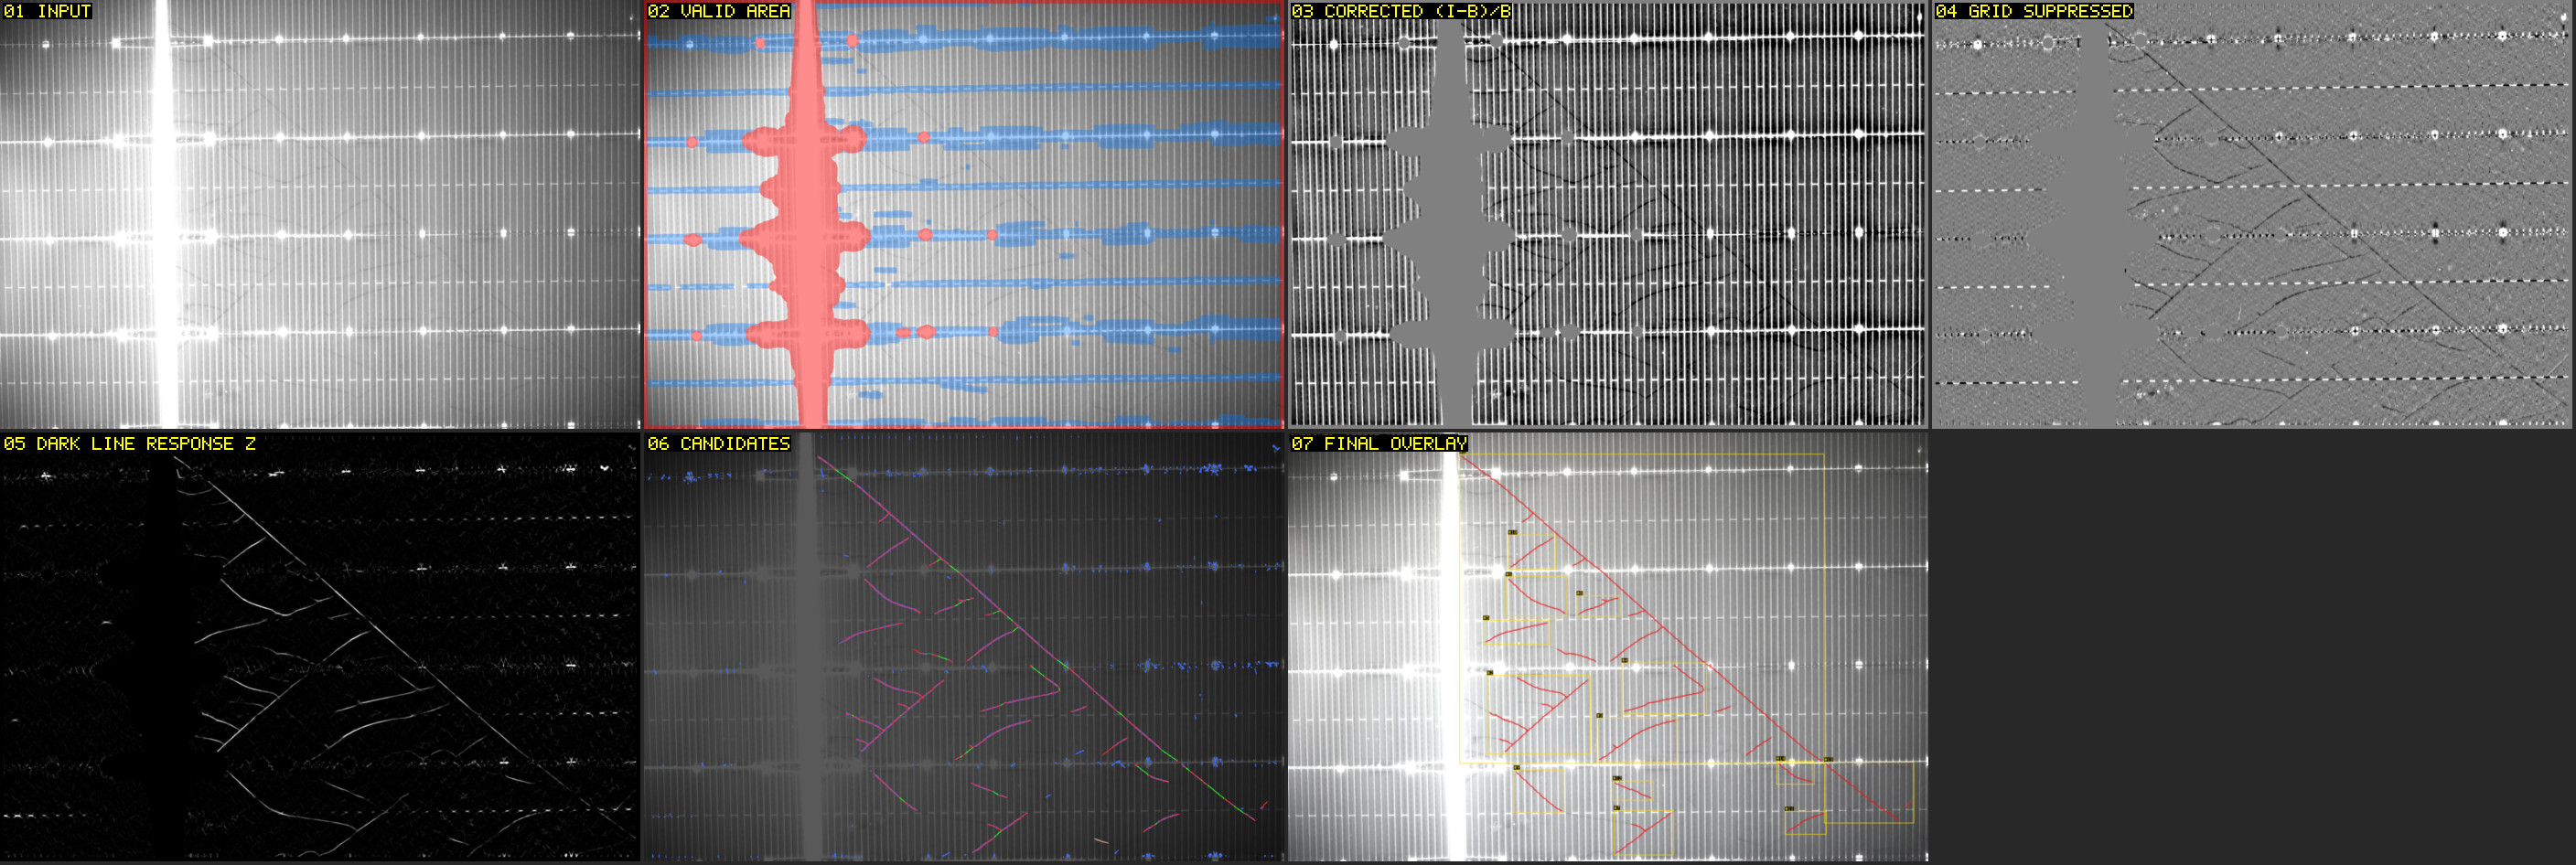 01 INPUT
02 VALID AREA
03 CORRECTED (I-B)/B
04 GRID SUPPRESSED
05 DARK LINE RESPONSE Z
06 CANDIDATES
07 FINAL OVERLAY